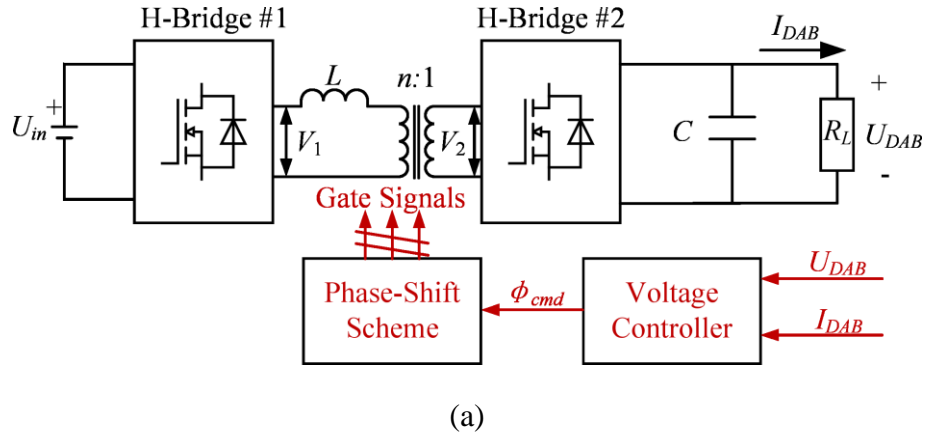 H-Bridge #1
H-Bridge #2
I_DAB
L
n:1
+
U_in
V_1
V_2
C
R_L
+
U_DAB
-
Gate Signals
Phase-Shift
Scheme
ϕ_cmd
Voltage
Controller
U_DAB
I_DAB
(a)